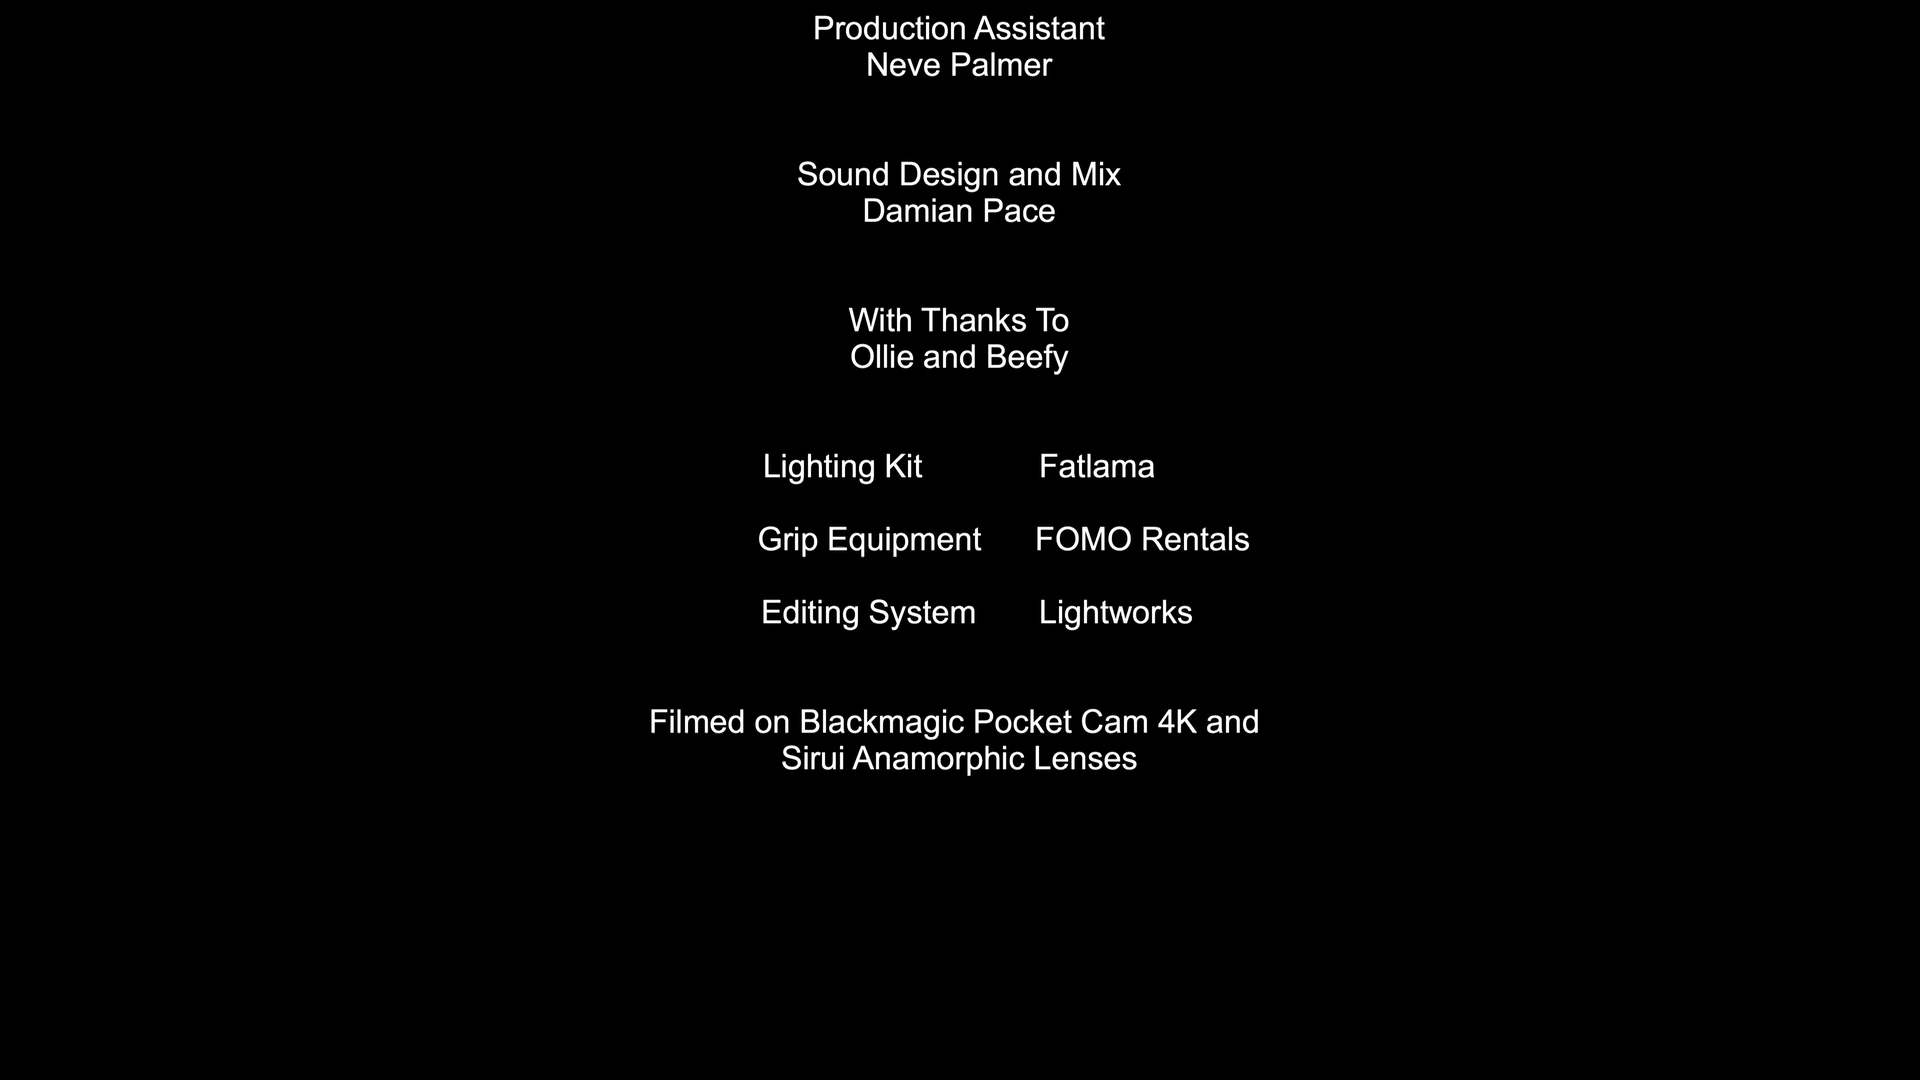 Production Assistant
Neve Palmer
Sound Design and Mix
Damian Pace
With Thanks To
Ollie and Beefy
Lighting Kit Fatlama
Grip Equipment FOMO Rentals
Editing System Lightworks
Filmed on Blackmagic Pocket Cam 4K and
Sirui Anamorphic Lenses